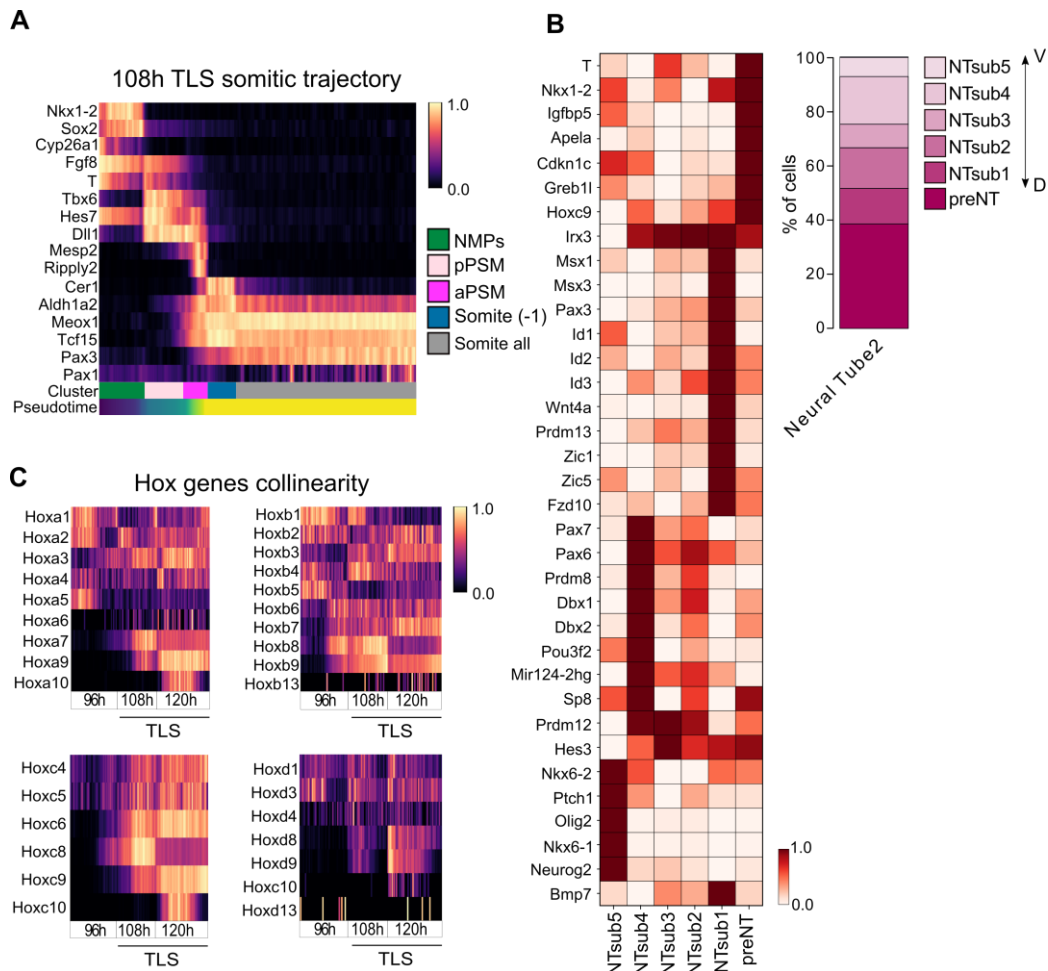 A
108h TLS somitic trajectory
Nkx1-2
Sox2
Cyp26a1
Fgf8
T
Tbx6
Hes7
Dll1
Mesp2
Ripply2
Cer1
Aldh1a2
Meox1
Tcf15
Pax3
Pax1
Cluster
Pseudotime
1.0
0.0
NMPs
pPSM
aPSM
Somite (-1)
Somite all
B
T
Nkx1-2
Igfbp5
Apela
Cdkn1c
Greb1l
Hoxc9
Irx3
Msx1
Msx3
Pax3
Id1
Id2
Id3
Wnt4a
Prdm13
Zic1
Zic5
Fzd10
Pax7
Pax6
Prdm8
Dbx1
Dbx2
Pou3f2
Mir124-2hg
Sp8
Prdm12
Hes3
Nkx6-2
Ptch1
Olig2
Nkx6-1
Neurog2
Bmp7
NTsub5
NTsub4
NTsub3
NTsub2
NTsub1
preNT
1.0
0.0
% of cells
100
80
60
40
20
0
Neural Tube2
NTsub5
NTsub4
NTsub3
NTsub2
NTsub1
preNT
V
D
C
Hox genes collinearity
Hoxa1
Hoxa2
Hoxa3
Hoxa4
Hoxa5
Hoxa6
Hoxa7
Hoxa9
Hoxa10
96h 108h 120h
TLS
Hoxb1
Hoxb2
Hoxb3
Hoxb4
Hoxb5
Hoxb6
Hoxb7
Hoxb8
Hoxb9
Hoxb13
96h 108h 120h
TLS
1.0
0.0
Hoxc4
Hoxc5
Hoxc6
Hoxc8
Hoxc9
Hoxc10
96h 108h 120h
TLS
Hoxd1
Hoxd3
Hoxd4
Hoxd8
Hoxd9
Hoxc10
Hoxd13
96h 108h 120h
TLS